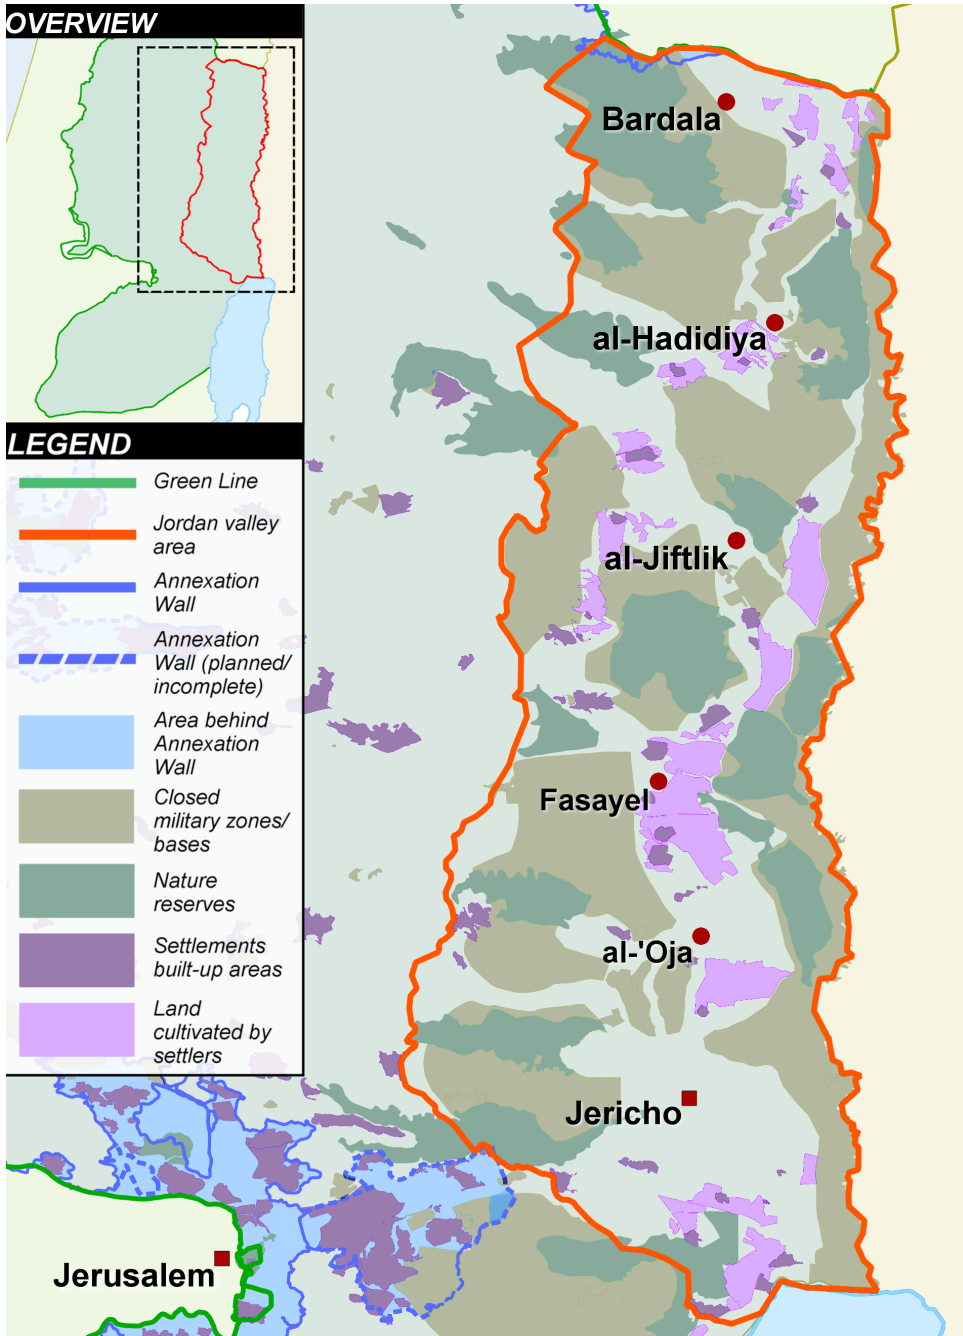 OVERVIEW
LEGEND
Green Line
Jordan valley
area
Annexation
Wall
Annexation
Wall (planned/
incomplete)
Area behind
Annexation
Wall
Closed
military zones/
bases
Nature
reserves
Settlements
built-up areas
Land
cultivated by
settlers
Bardala
al-Hadidiya
al-Jiftlik
Fasayel
al-'Oja
Jericho
Jerusalem